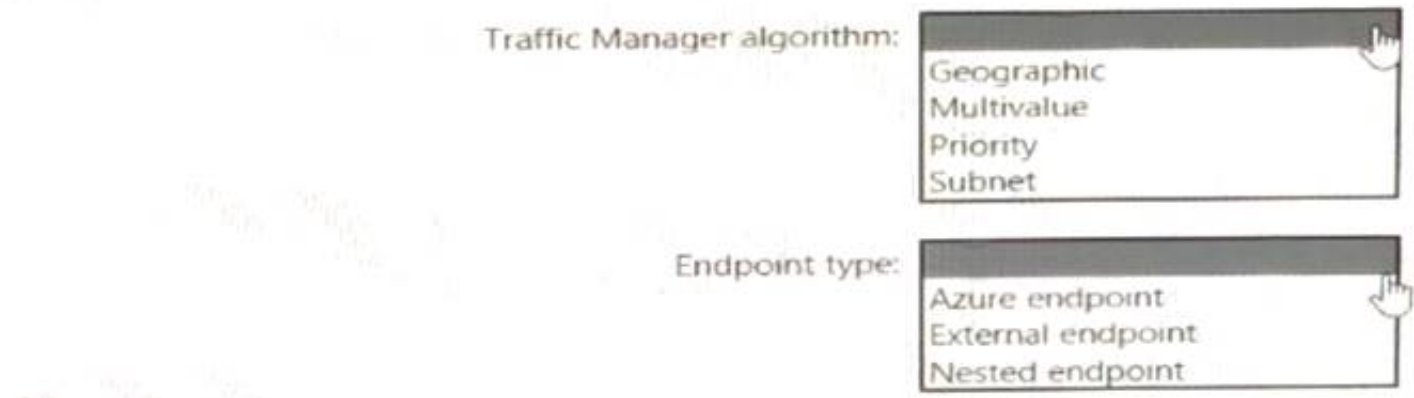 Traffic Manager algorithm:
Geographic
Multivalue
Priority
Subnet
Endpoint type:
Azure endpoint
External endpoint
Nested endpoint